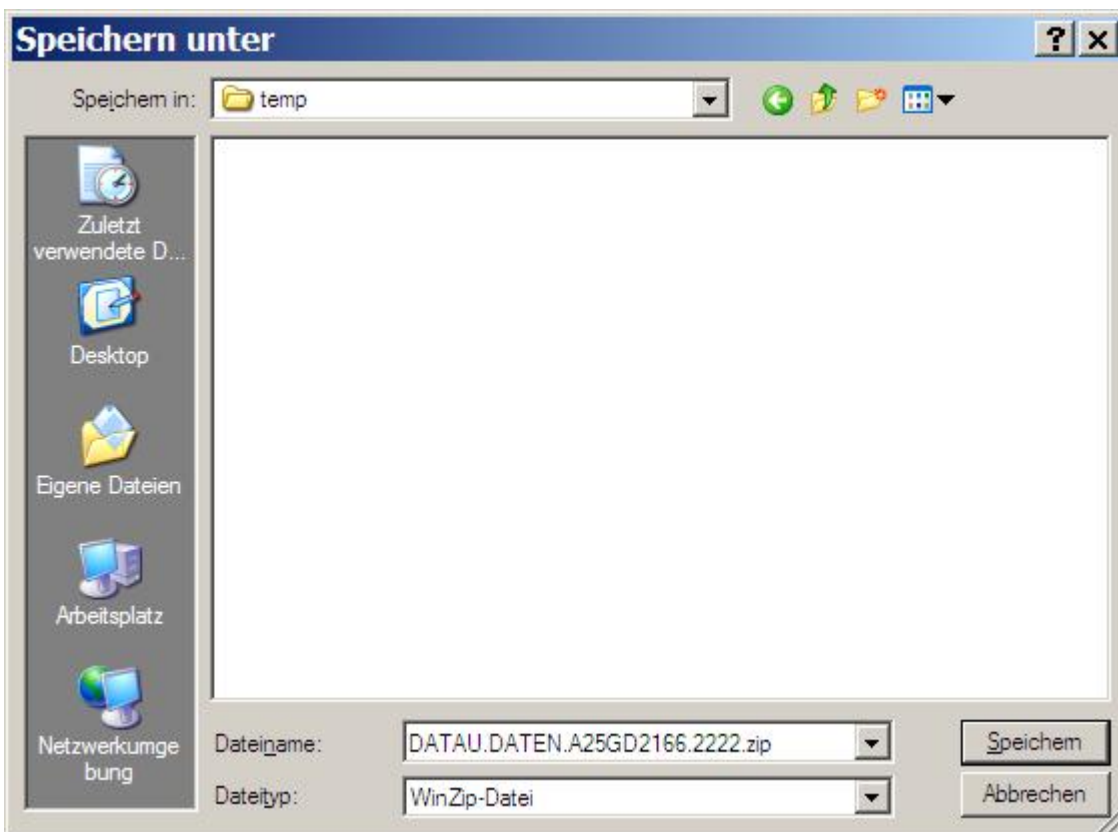 Speichern unter
Speichern in:
temp
Zuletzt
verwendete D...
Desktop
Eigene Dateien
Arbeitsplatz
Netzwerkumge
bung
Dateiname:
DATAU.DATEN.A25GD2166.2222.zip
Speichern
Dateityp:
WinZip-Datei
Abbrechen